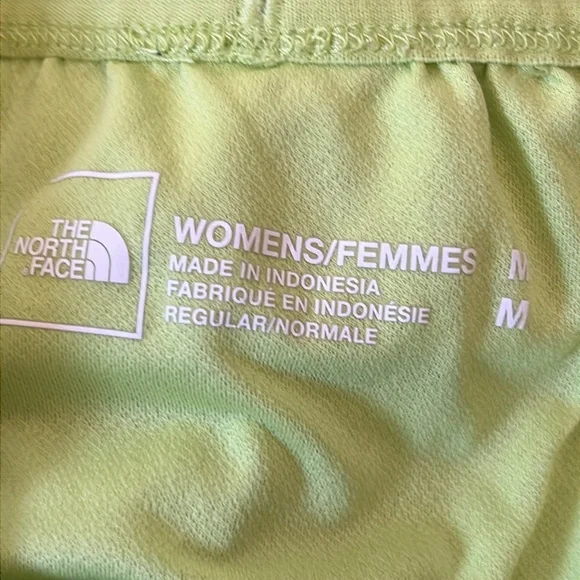 THE
NORTH
FACE
WOMENS/FEMMES M
MADE IN INDONESIA
FABRIQUÉ EN INDONÉSIE M
REGULAR/NORMALE